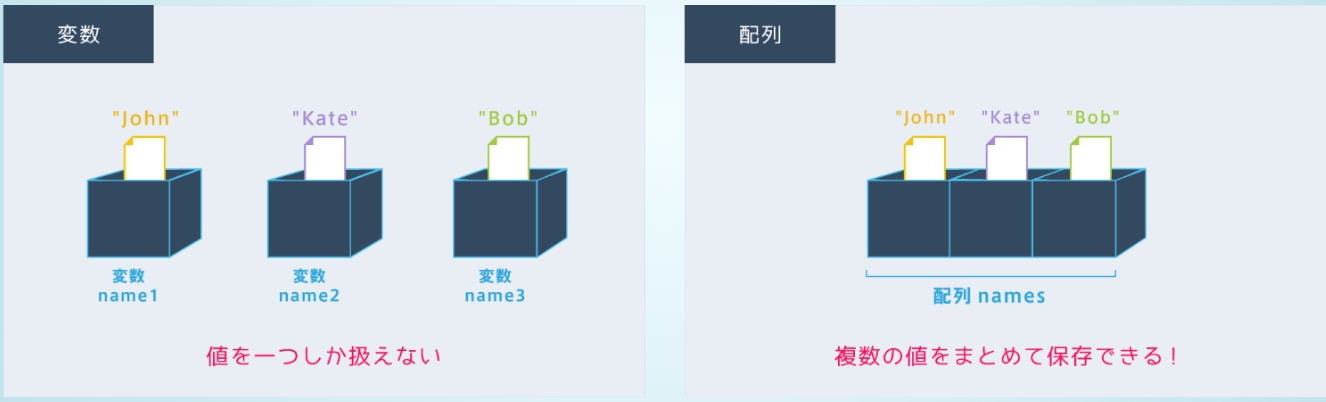 変数
"John"
"Kate"
"Bob"
変数
name1
変数
name2
変数
name3
値を一つしか扱えない
配列
"John"
"Kate"
"Bob"
配列 names
複数の値をまとめて保存できる!